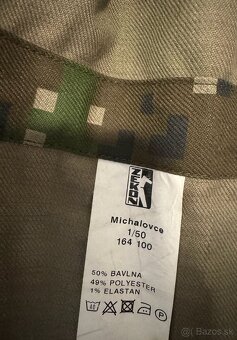 ZEKON
Michalovce
1/50
164 100
50% BAVLNA
49% POLYESTER
1% ELASTAN
P
Bazos.sk